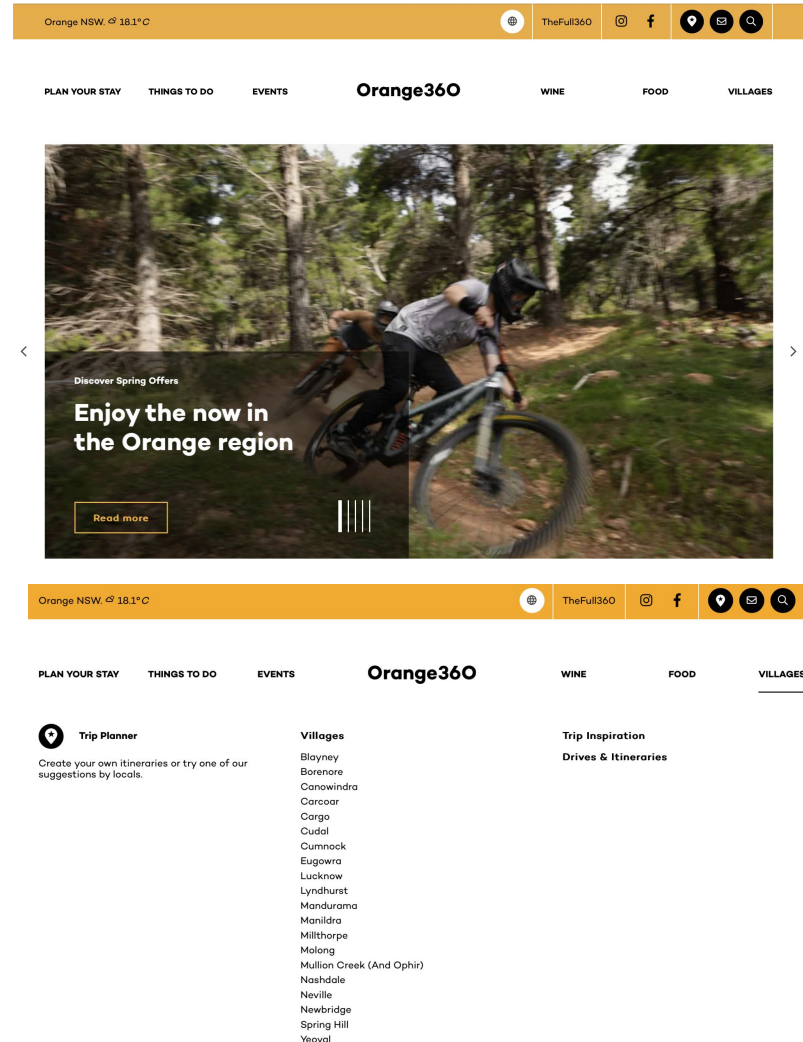 Orange NSW. 18.1°C
TheFull360
PLAN YOUR STAY THINGS TO DO EVENTS Orange360 WINE FOOD VILLAGES
Discover Spring Offers
Enjoy the now in
the Orange region
Read more
Orange NSW. 18.1°C
TheFull360
PLAN YOUR STAY THINGS TO DO EVENTS Orange360 WINE FOOD VILLAGES
Trip Planner
Create your own itineraries or try one of our
suggestions by locals.
Villages
Blayney
Borenore
Canowindra
Carcoar
Cargo
Cudal
Cumnock
Eugowra
Lucknow
Lyndhurst
Mandurama
Manildra
Millthorpe
Molong
Mullion Creek (And Ophir)
Nashdale
Neville
Newbridge
Spring Hill
Yeoval
Trip Inspiration
Drives & Itineraries